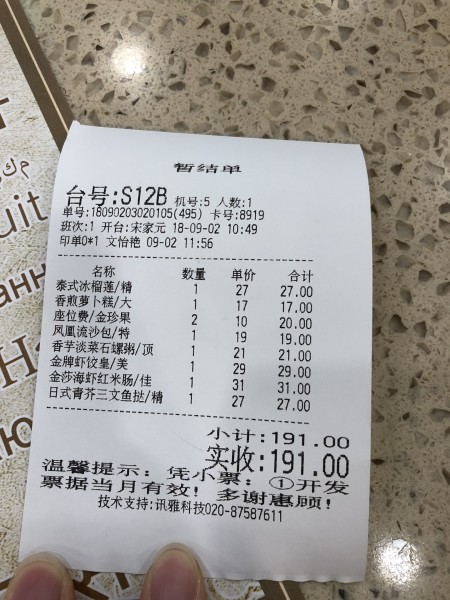 暂结单
台号:S12B 机号:5 人数:1
单号:18090203020105(495) 卡号:8919
班次:1 开台:宋家元 18-09-02 10:49
印单0*1 文怡艳 09-02 11:56
名称 数量 单价 合计
泰式冰榴莲/精 1 27 27.00
香煎萝卜糕/大 1 17 17.00
座位费/金珍果 2 10 20.00
凤凰流沙包/特 1 19 19.00
香芋淡菜石螺粥/顶 1 21 21.00
金牌虾饺皇/美 1 29 29.00
金莎海虾红米肠/佳 1 31 31.00
日式青芥三文鱼挞/精 1 27 27.00
小计:191.00
实收:191.00
温馨提示: 凭小票: ①开发
票据当月有效! 多谢惠顾!
技术支持:讯雅科技020-87587611